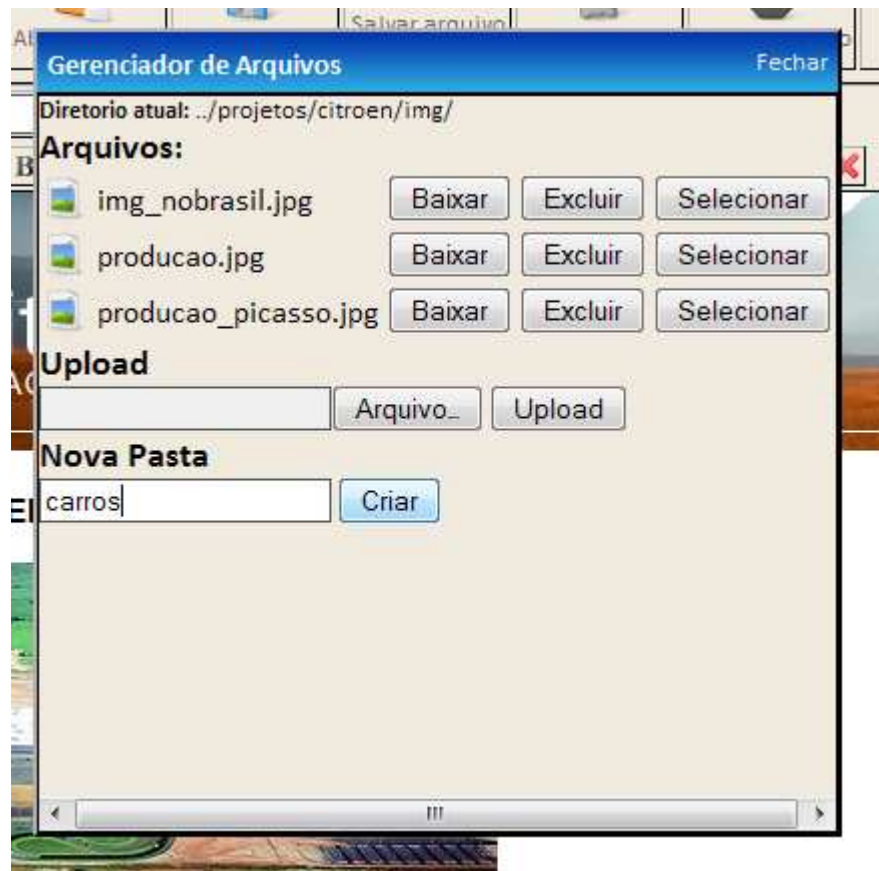 Salvar arquivo
Gerenciador de Arquivos Fechar
Diretorio atual: ../projetos/citroen/img/
Arquivos:
img_nobrasil.jpg Baixar Excluir Selecionar
producao.jpg Baixar Excluir Selecionar
producao_picasso.jpg Baixar Excluir Selecionar
Upload
Arquivo_ Upload
Nova Pasta
carros Criar